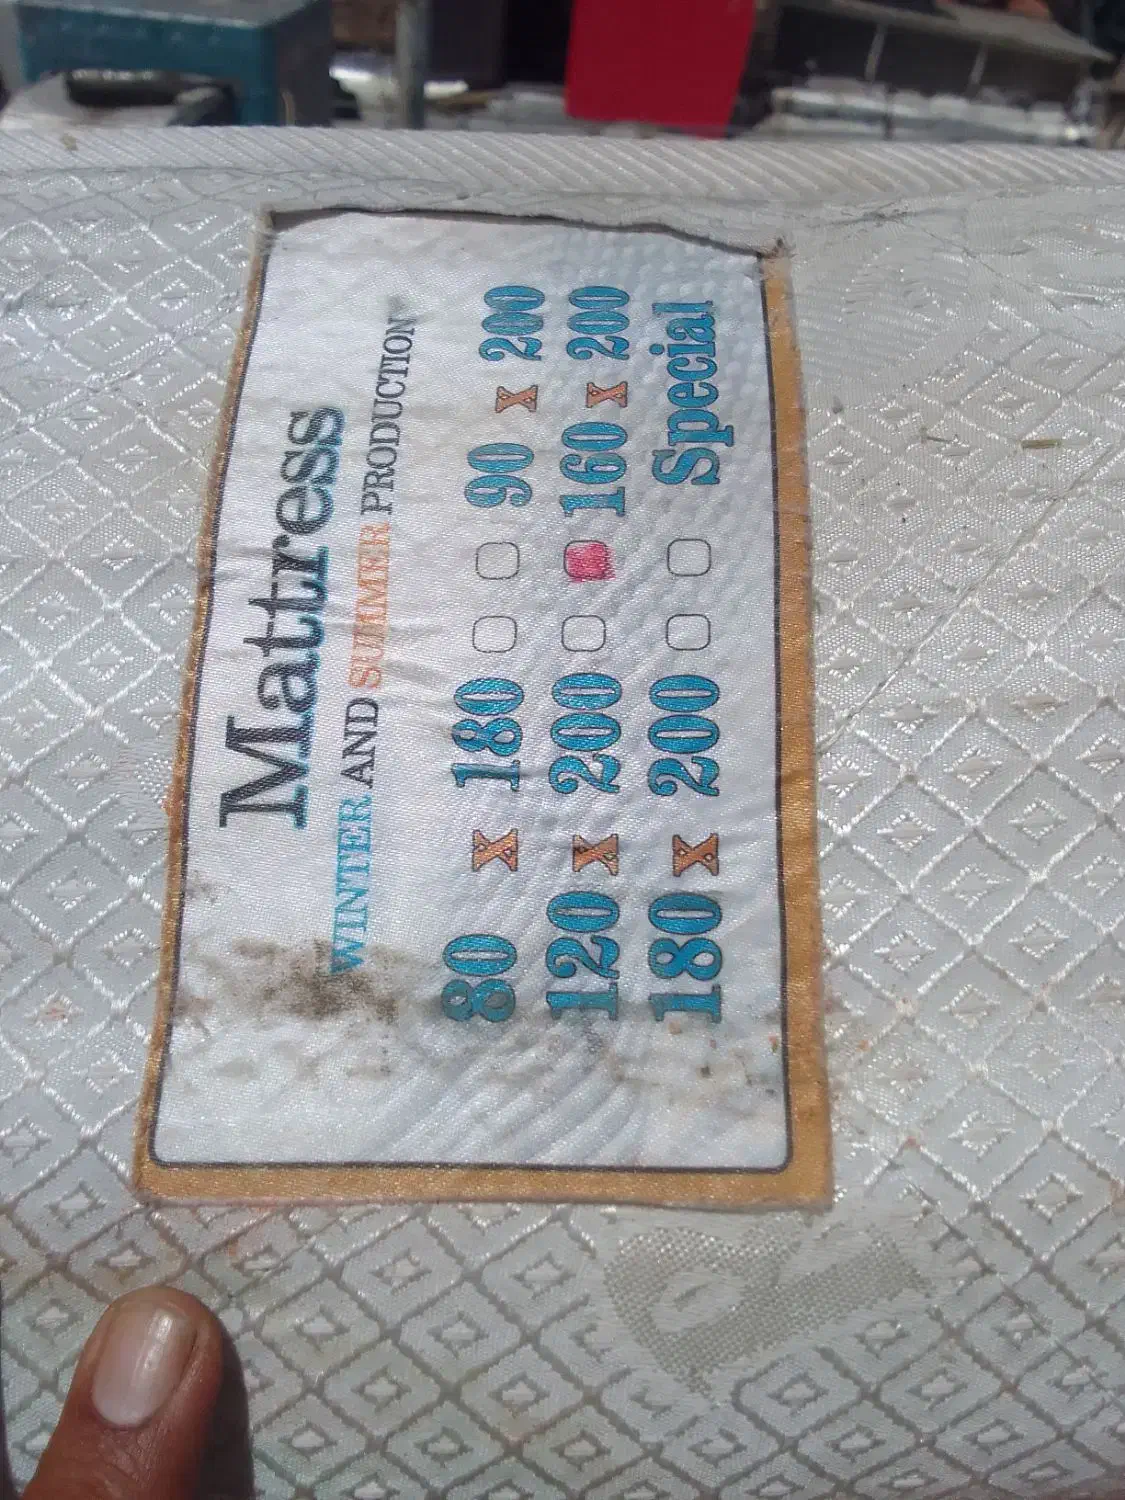 Mattress
WINTER AND SUMMER PRODUCTION
80 x 180 90 x 200
120 x 200 160 x 200
180 x 200 Special